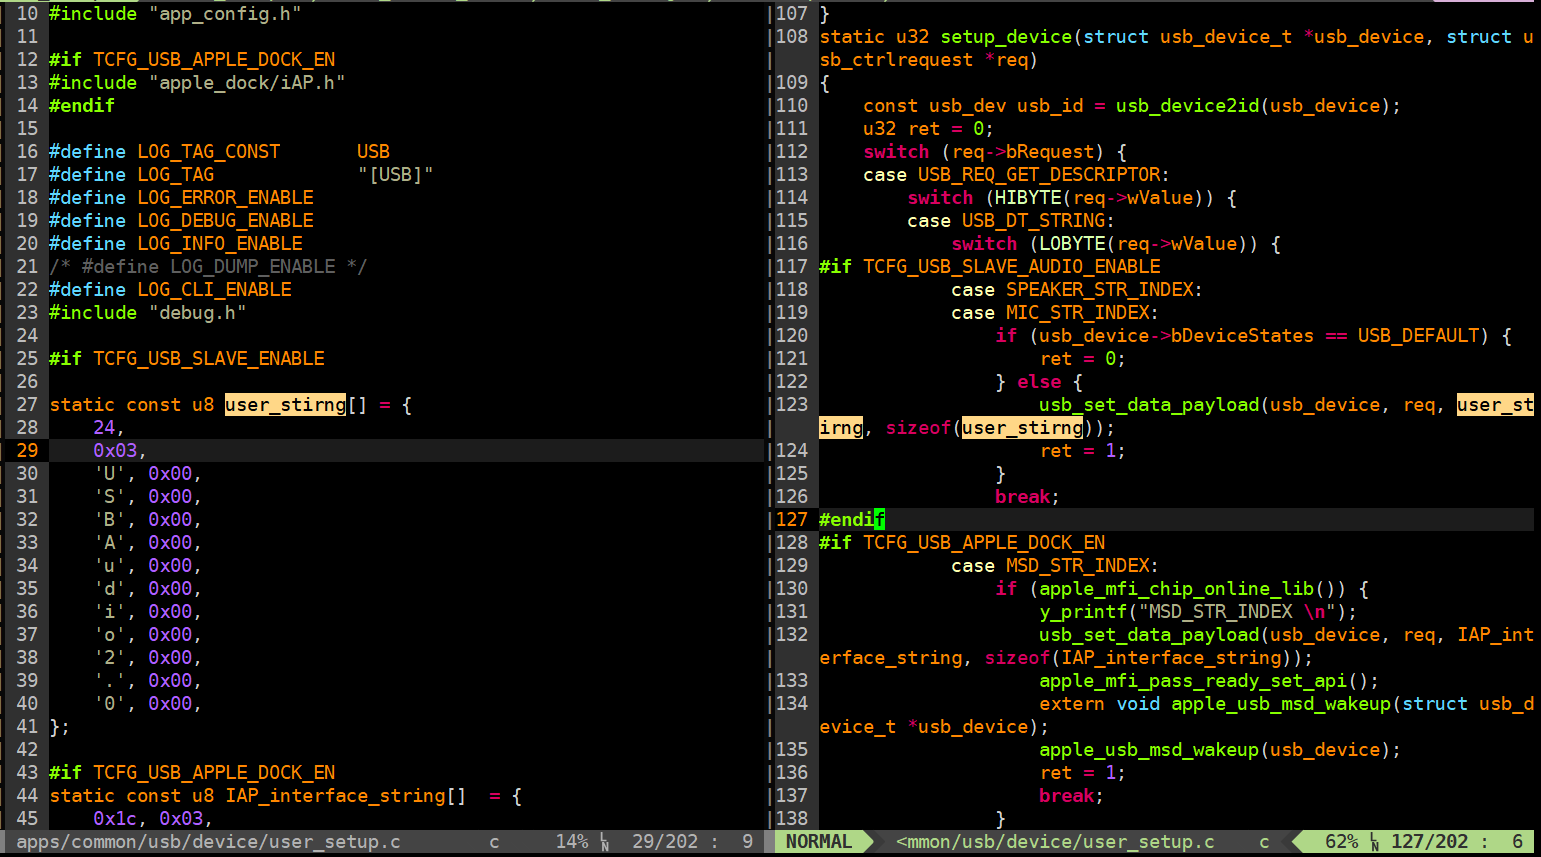 10 #include "app_config.h"
11
12 #if TCFG_USB_APPLE_DOCK_EN
13 #include "apple_dock/iAP.h"
14 #endif
15
16 #define LOG_TAG_CONST       USB
17 #define LOG_TAG             "[USB]"
18 #define LOG_ERROR_ENABLE
19 #define LOG_DEBUG_ENABLE
20 #define LOG_INFO_ENABLE
21 /* #define LOG_DUMP_ENABLE */
22 #define LOG_CLI_ENABLE
23 #include "debug.h"
24
25 #if TCFG_USB_SLAVE_ENABLE
26
27 static const u8 user_stirng[] = {
28     24,
29     0x03,
30     'U', 0x00,
31     'S', 0x00,
32     'B', 0x00,
33     'A', 0x00,
34     'u', 0x00,
35     'd', 0x00,
36     'i', 0x00,
37     'o', 0x00,
38     '2', 0x00,
39     '.', 0x00,
40     '0', 0x00,
41 };
42
43 #if TCFG_USB_APPLE_DOCK_EN
44 static const u8 IAP_interface_string[]  = {
45     0x1c, 0x03,
apps/common/usb/device/user_setup.c c 14% LN 29/202 : 9
107 }
108 static u32 setup_device(struct usb_device_t *usb_device, struct u
sb_ctrlrequest *req)
109 {
110     const usb_dev usb_id = usb_device2id(usb_device);
111     u32 ret = 0;
112     switch (req->bRequest) {
113     case USB_REQ_GET_DESCRIPTOR:
114         switch (HIBYTE(req->wValue)) {
115         case USB_DT_STRING:
116             switch (LOBYTE(req->wValue)) {
117 #if TCFG_USB_SLAVE_AUDIO_ENABLE
118             case SPEAKER_STR_INDEX:
119             case MIC_STR_INDEX:
120                 if (usb_device->bDeviceStates == USB_DEFAULT) {
121                     ret = 0;
122                 } else {
123                     usb_set_data_payload(usb_device, req, user_st
irng, sizeof(user_stirng));
124                     ret = 1;
125                 }
126                 break;
127 #endif
128 #if TCFG_USB_APPLE_DOCK_EN
129             case MSD_STR_INDEX:
130                 if (apple_mfi_chip_online_lib()) {
131                     y_printf("MSD_STR_INDEX \n");
132                     usb_set_data_payload(usb_device, req, IAP_int
erface_string, sizeof(IAP_interface_string));
133                     apple_mfi_pass_ready_set_api();
134                     extern void apple_usb_msd_wakeup(struct usb_d
evice_t *usb_device);
135                     apple_usb_msd_wakeup(usb_device);
136                     ret = 1;
137                     break;
138                 }
NORMAL <mmon/usb/device/user_setup.c c 62% LN 127/202 : 6